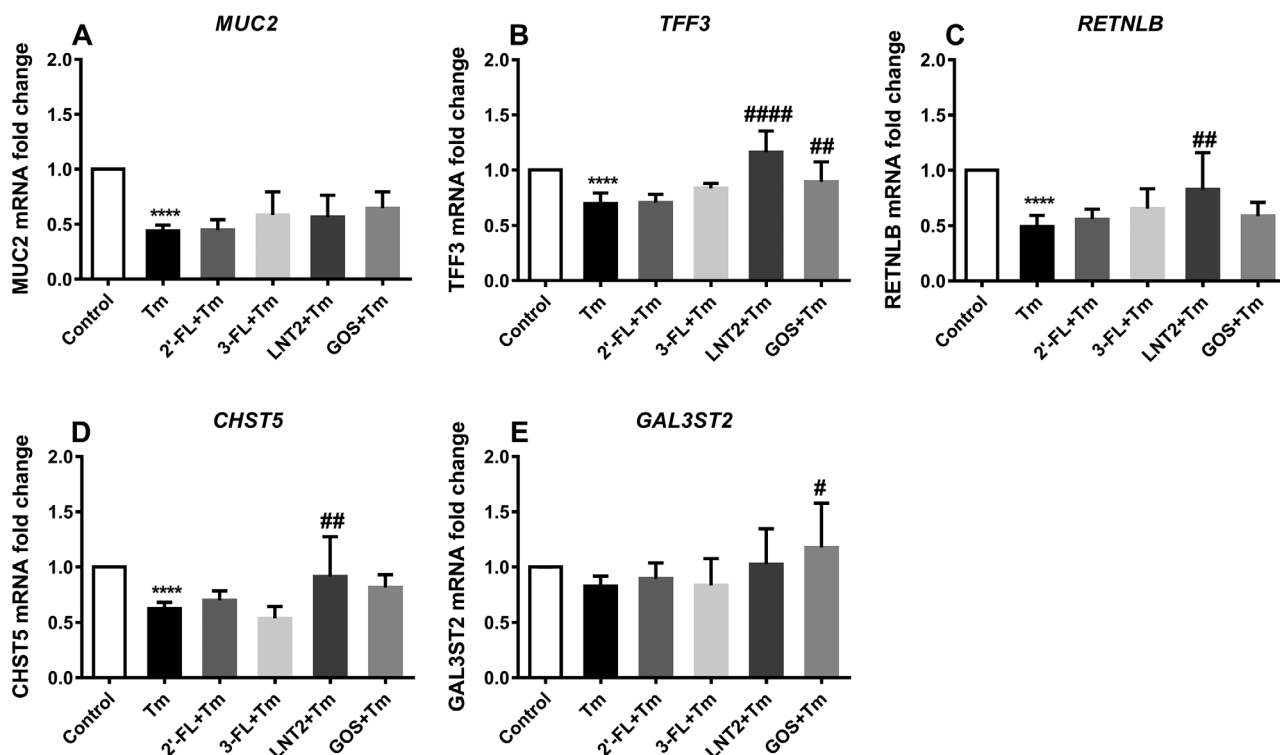 A
MUC2
MUC2 mRNA fold change
2.0
1.5
1.0
0.5
0.0
****
Control
Tm
2'-FL+Tm
3-FL+Tm
LNT2+Tm
GOS+Tm
B
TFF3
TFF3 mRNA fold change
2.0
1.5
1.0
0.5
0.0
****
####
##
Control
Tm
2'-FL+Tm
3-FL+Tm
LNT2+Tm
GOS+Tm
C
RETNLB
RETNLB mRNA fold change
2.0
1.5
1.0
0.5
0.0
****
##
Control
Tm
2'-FL+Tm
3-FL+Tm
LNT2+Tm
GOS+Tm
D
CHST5
CHST5 mRNA fold change
2.0
1.5
1.0
0.5
0.0
****
##
Control
Tm
2'-FL+Tm
3-FL+Tm
LNT2+Tm
GOS+Tm
E
GAL3ST2
GAL3ST2 mRNA fold change
2.0
1.5
1.0
0.5
0.0
#
Control
Tm
2'-FL+Tm
3-FL+Tm
LNT2+Tm
GOS+Tm